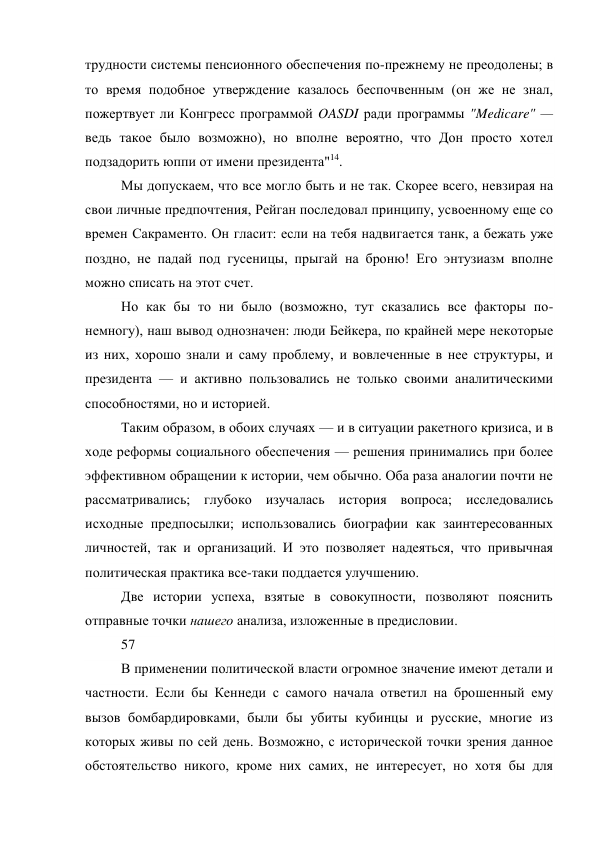 трудности системы пенсионного обеспечения по-прежнему не преодолены; в
то время подобное утверждение казалось беспочвенным (он же не знал,
пожертвует ли Конгресс программой OASDI ради программы "Medicare" —
ведь такое было возможно), но вполне вероятно, что Дон просто хотел
подзадорить юппи от имени президента"14.
Мы допускаем, что все могло быть и не так. Скорее всего, невзирая на
свои личные предпочтения, Рейган последовал принципу, усвоенному еще со
времен Сакраменто. Он гласит: если на тебя надвигается танк, а бежать уже
поздно, не падай под гусеницы, прыгай на броню! Его энтузиазм вполне
можно списать на этот счет.
Но как бы то ни было (возможно, тут сказались все факторы по-
немногу), наш вывод однозначен: люди Бейкера, по крайней мере некоторые
из них, хорошо знали и саму проблему, и вовлеченные в нее структуры, и
президента — и активно пользовались не только своими аналитическими
способностями, но и историей.
Таким образом, в обоих случаях — и в ситуации ракетного кризиса, и в
ходе реформы социального обеспечения — решения принимались при более
эффективном обращении к истории, чем обычно. Оба раза аналогии почти не
рассматривались; глубоко изучалась история вопроса; исследовались
исходные предпосылки; использовались биографии как заинтересованных
личностей, так и организаций. И это позволяет надеяться, что привычная
политическая практика все-таки поддается улучшению.
Две истории успеха, взятые в совокупности, позволяют пояснить
отправные точки нашего анализа, изложенные в предисловии.
57
В применении политической власти огромное значение имеют детали и
частности. Если бы Кеннеди с самого начала ответил на брошенный ему
вызов бомбардировками, были бы убиты кубинцы и русские, многие из
которых живы по сей день. Возможно, с исторической точки зрения данное
обстоятельство никого, кроме них самих, не интересует, но хотя бы для